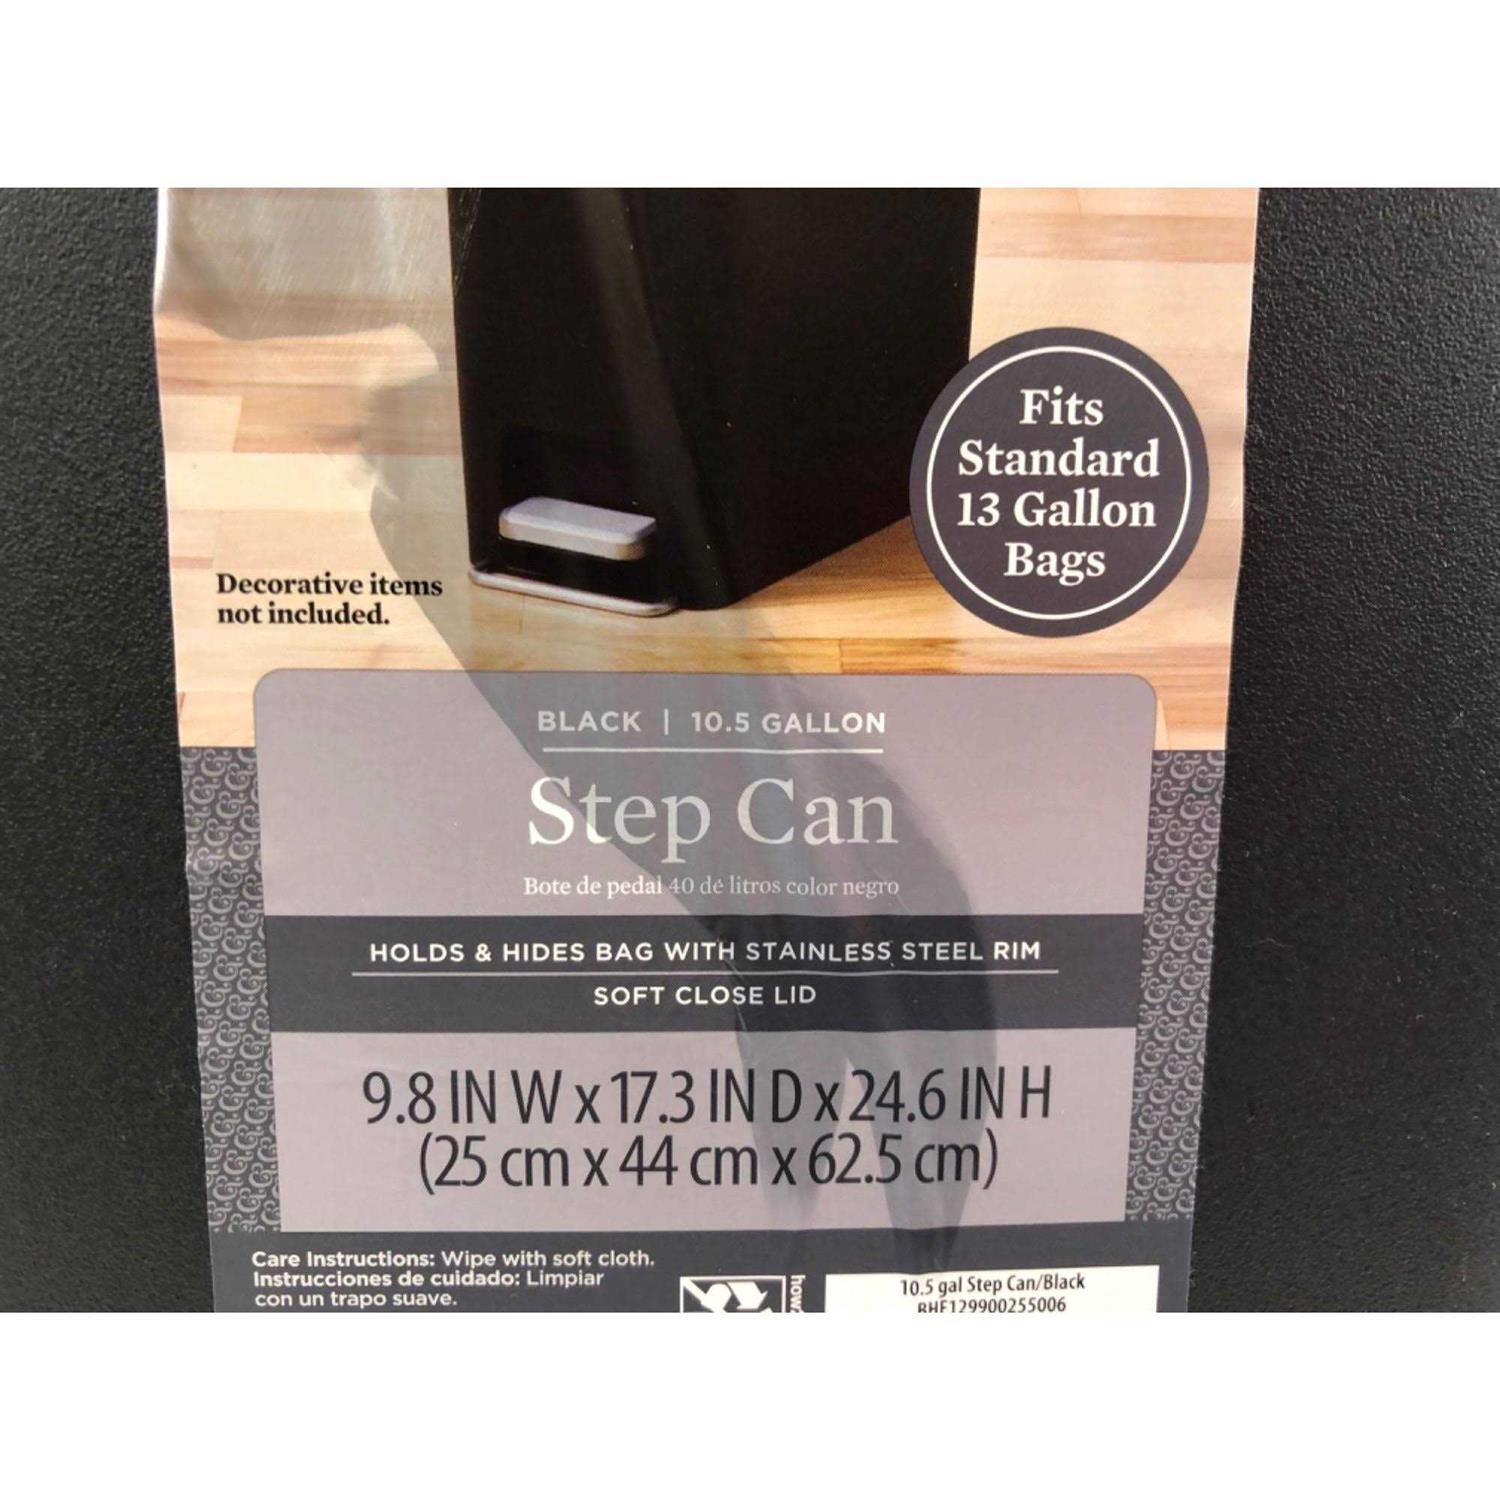 Fits
Standard
13 Gallon
Bags
Decorative items
not included.
BLACK | 10.5 GALLON
Step Can
Bote de pedal 40 de litros color negro
HOLDS & HIDES BAG WITH STAINLESS STEEL RIM
SOFT CLOSE LID
9.8 IN W x 17.3 IN D x 24.6 IN H
(25 cm x 44 cm x 62.5 cm)
Care Instructions: Wipe with soft cloth.
Instrucciones de cuidado: Limpiar
con un trapo suave.
10.5 gal Step Can/Black
BHF129900255006